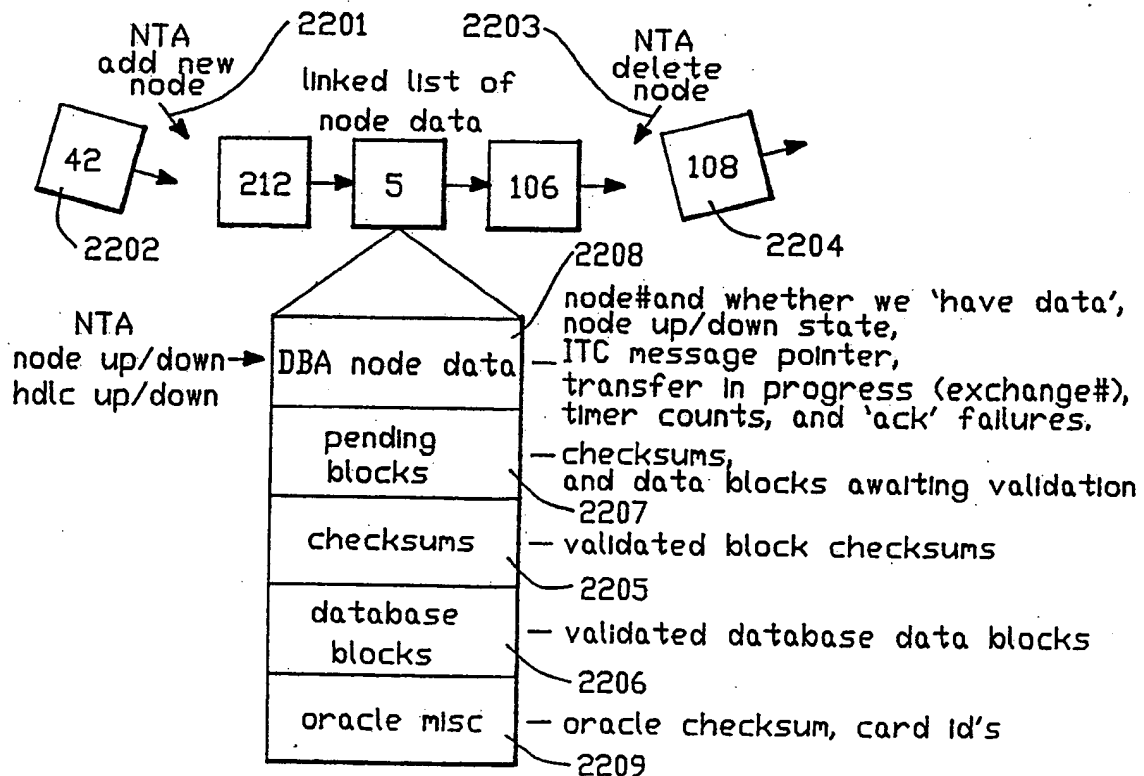 2201
2203
NTA
add new
node
linked list of
node data
NTA
delete
node
42
212
5
106
108
2202
2204
2208
NTA
node up/down
hdlc up/down
DBA node data
node#and whether we 'have data',
node up/down state,
ITC message pointer,
transfer in progress (exchange#),
timer counts, and 'ack' failures.
pending
blocks
checksums,
and data blocks awaiting validation
2207
checksums
validated block checksums
2205
database
blocks
validated database data blocks
2206
oracle misc
oracle checksum, card id's
2209